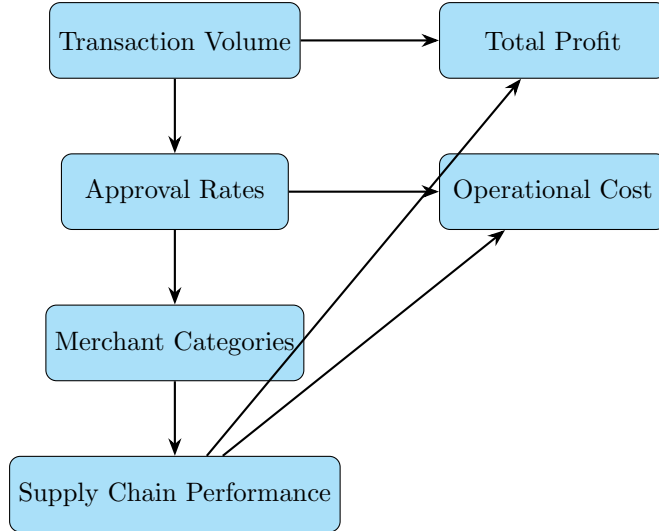 Transaction Volume
Total Profit
Approval Rates
Operational Cost
Merchant Categories
Supply Chain Performance